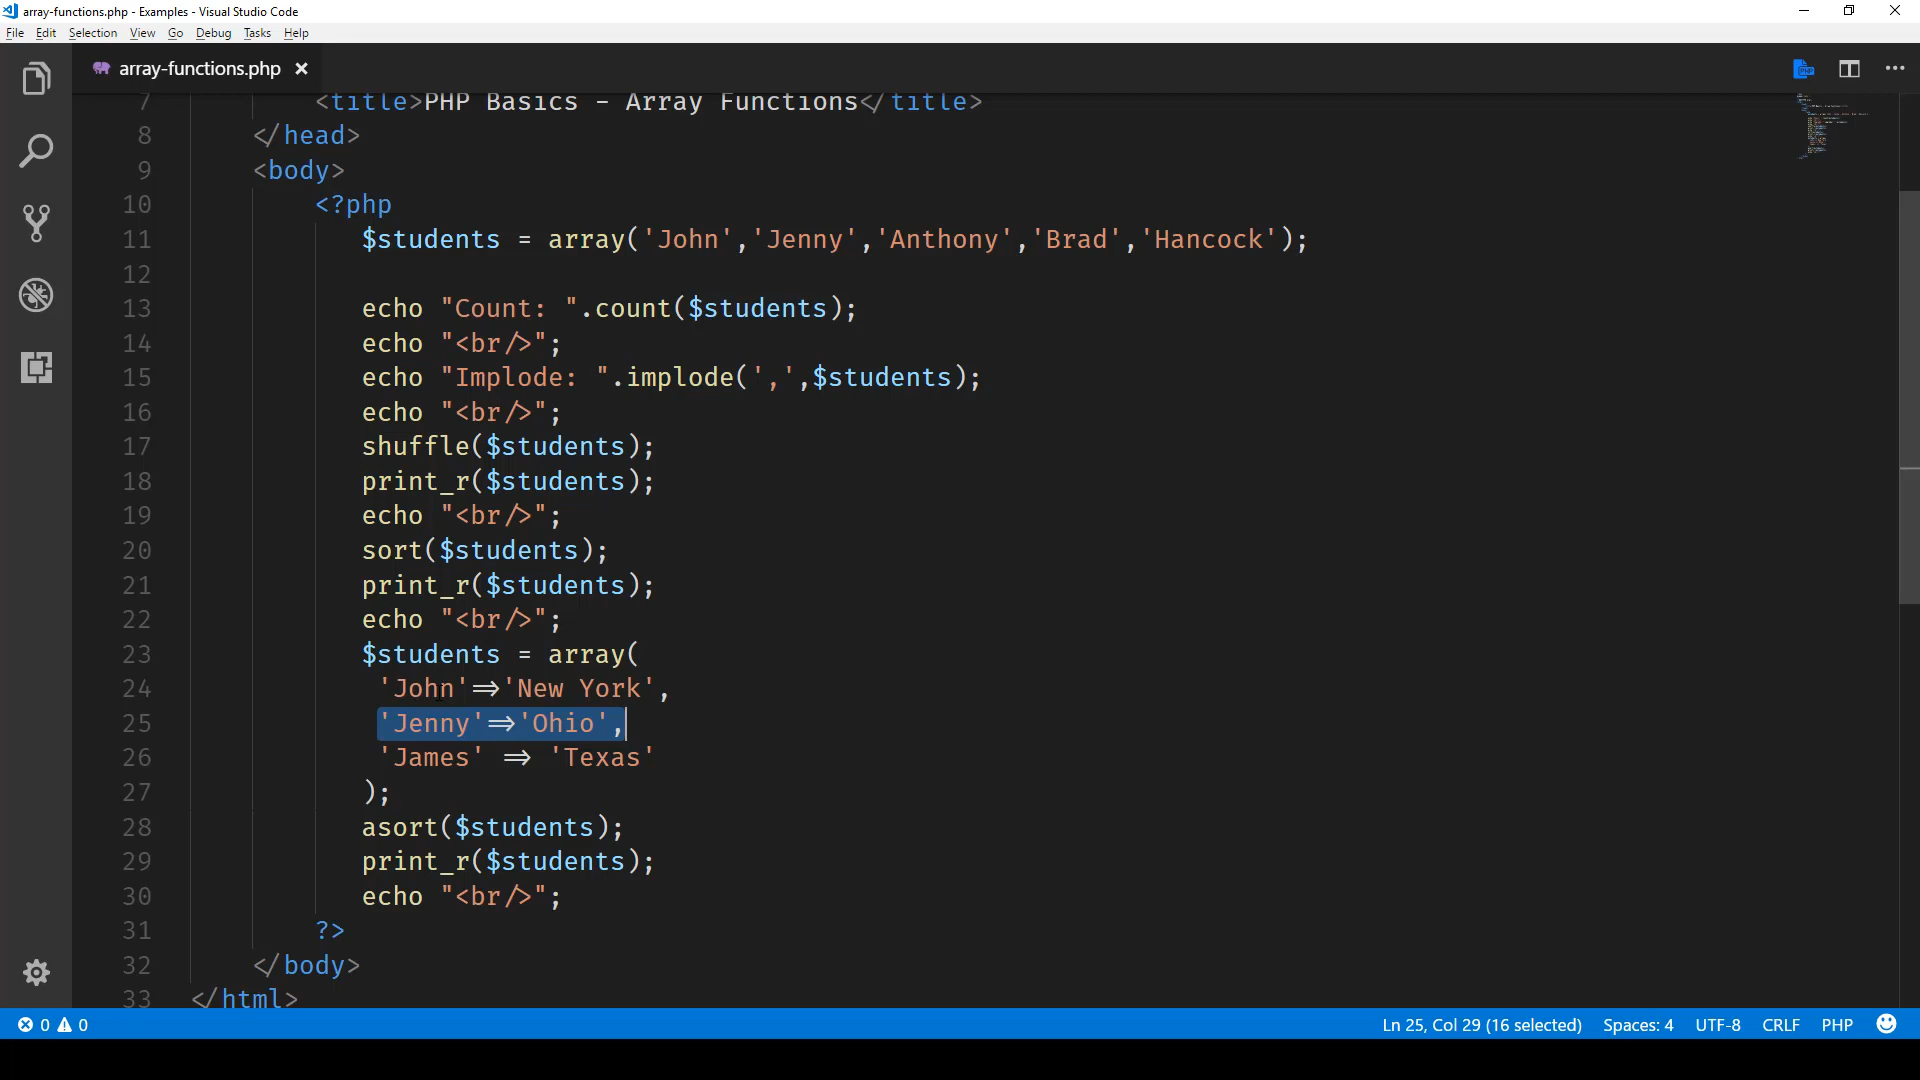 array-functions.php - Examples - Visual Studio Code
File Edit Selection View Go Debug Tasks Help
array-functions.php
7 <title>PHP Basics - Array Functions</title>
8 </head>
9 <body>
10 <?php
11 $students = array('John','Jenny','Anthony','Brad','Hancock');
12
13 echo "Count: ".count($students);
14 echo "<br/>";
15 echo "Implode: ".implode(',',$students);
16 echo "<br/>";
17 shuffle($students);
18 print_r($students);
19 echo "<br/>";
20 sort($students);
21 print_r($students);
22 echo "<br/>";
23 $students = array(
24 'John'=>'New York',
25 'Jenny'=>'Ohio',
26 'James' => 'Texas'
27 );
28 asort($students);
29 print_r($students);
30 echo "<br/>";
31 ?>
32 </body>
33 </html>
0 0 Ln 25, Col 29 (16 selected) Spaces: 4 UTF-8 CRLF PHP